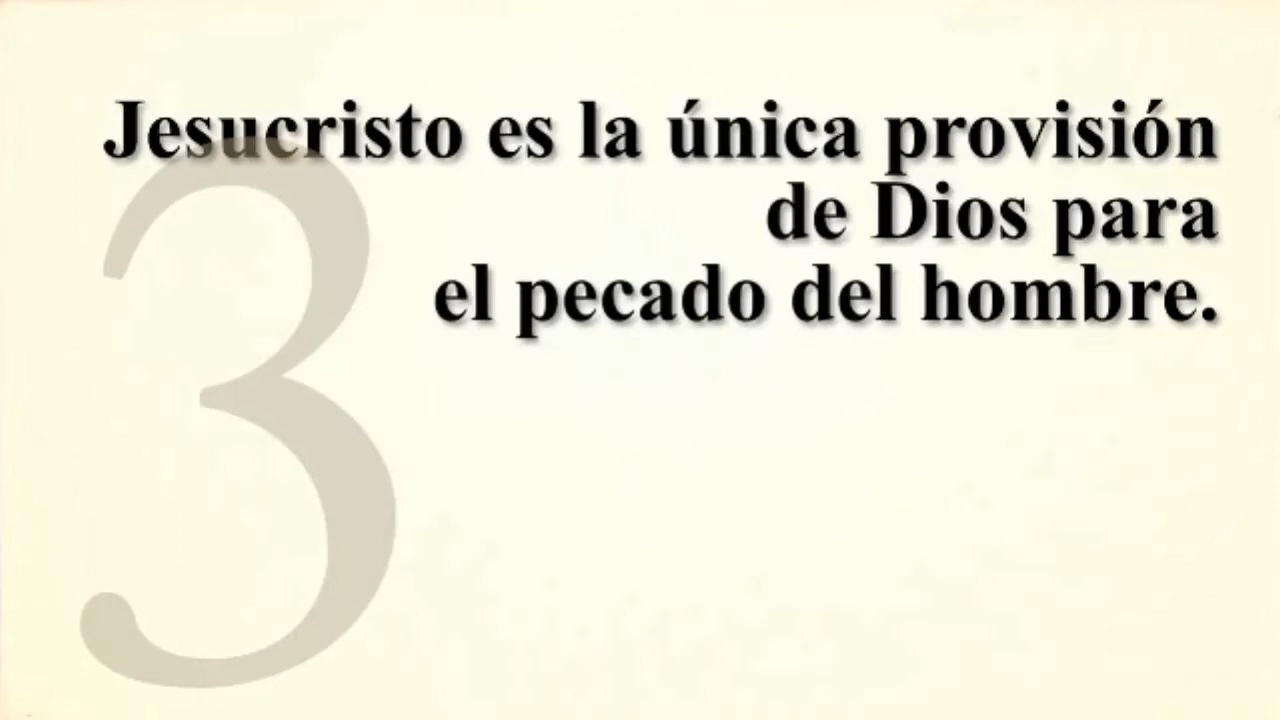 Jesucristo es la única provisión
de Dios para
el pecado del hombre.
3